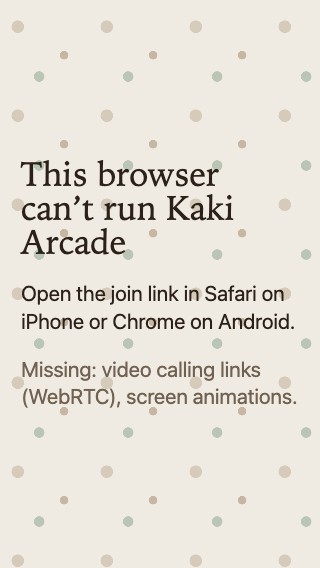 This browser
can’t run Kaki
Arcade
Open the join link in Safari on
iPhone or Chrome on Android.
Missing: video calling links
(WebRTC), screen animations.